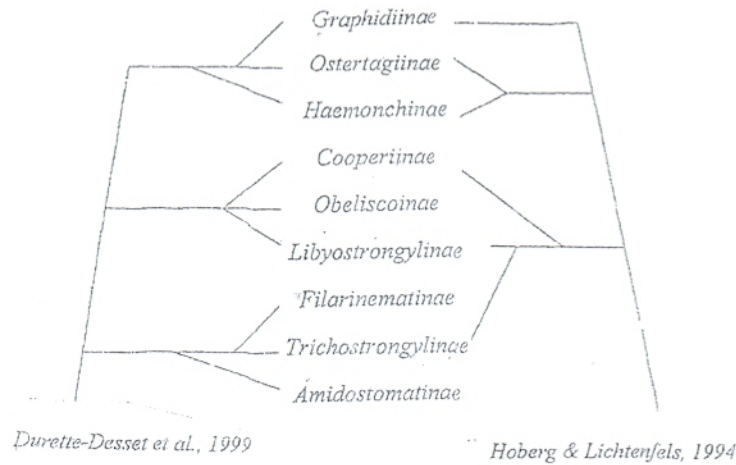 Graphidiinae
Ostertagiinae
Haemonchinae
Cooperiinae
Obeliscoinae
Libyostrongylinae
Filarinematinae
Trichostrongylinae
Amidostomatinae
Durette-Desset et al., 1999
Hoberg & Lichtenfels, 1994